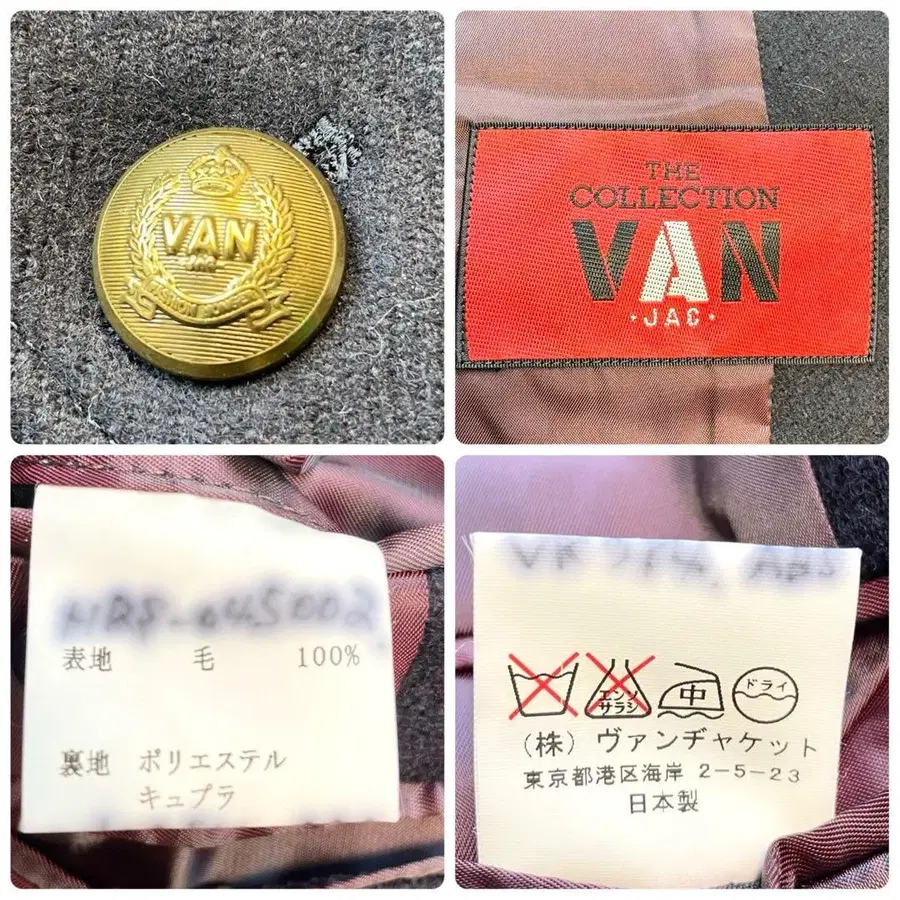 VAN
JAC
THE
COLLECTION
VAN
・JAC・
表地 毛 100%
裏地 ポリエステル
キュプラ
エンソ
サラシ
中
ドライ
(株) ヴァンヂャケット
東京都港区海岸 2-5-23
日本製